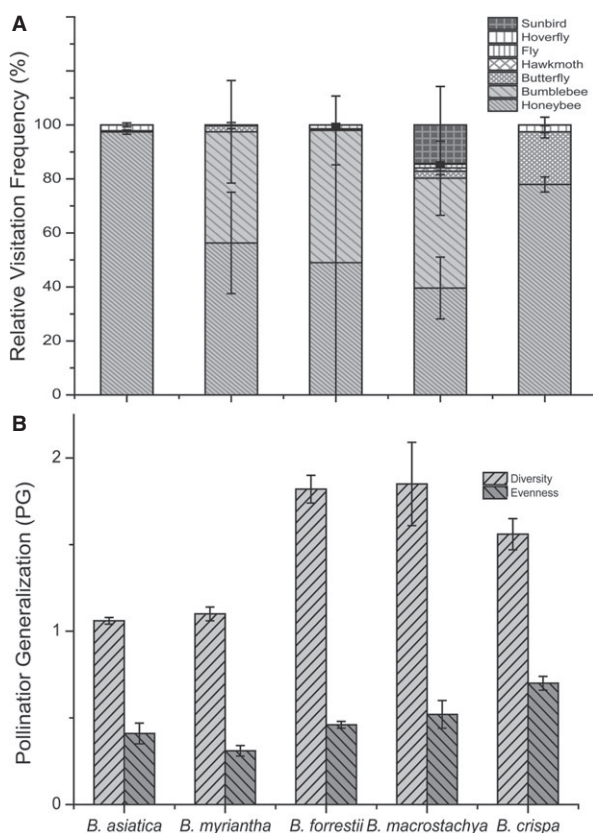 A
Relative Visitation Frequency (%)
100
80
60
40
20
0
Sunbird
Hoverfly
Fly
Hawkmoth
Butterfly
Bumblebee
Honeybee
B
Pollinatior Generalization (PG)
2
1
0
Diversity
Evenness
B. asiatica B. myriantha B. forrestii B. macrostachya B. crispa